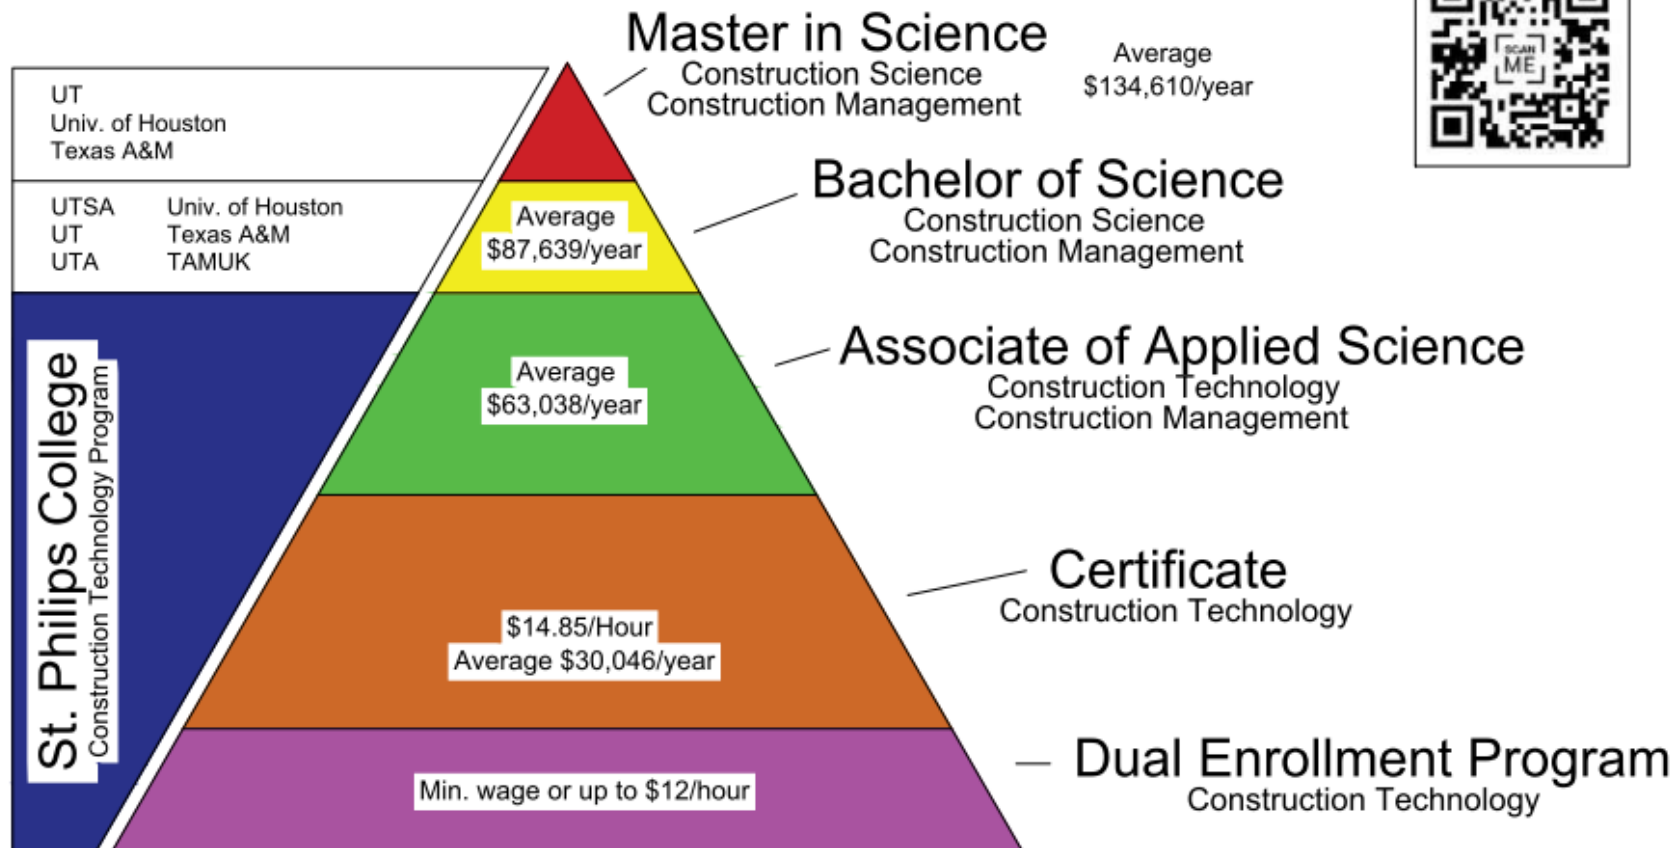 Master in Science
Construction Science
Construction Management
Average
$134,610/year
SCAN
ME
UT
Univ. of Houston
Texas A&M
Bachelor of Science
Construction Science
Construction Management
UTSA Univ. of Houston
UT Texas A&M
UTA TAMUK
Average
$87,639/year
Associate of Applied Science
Construction Technology
Construction Management
Average
$63,038/year
St. Philips College
Construction Technology Program
Certificate
Construction Technology
$14.85/Hour
Average $30,046/year
Dual Enrollment Program
Construction Technology
Min. wage or up to $12/hour